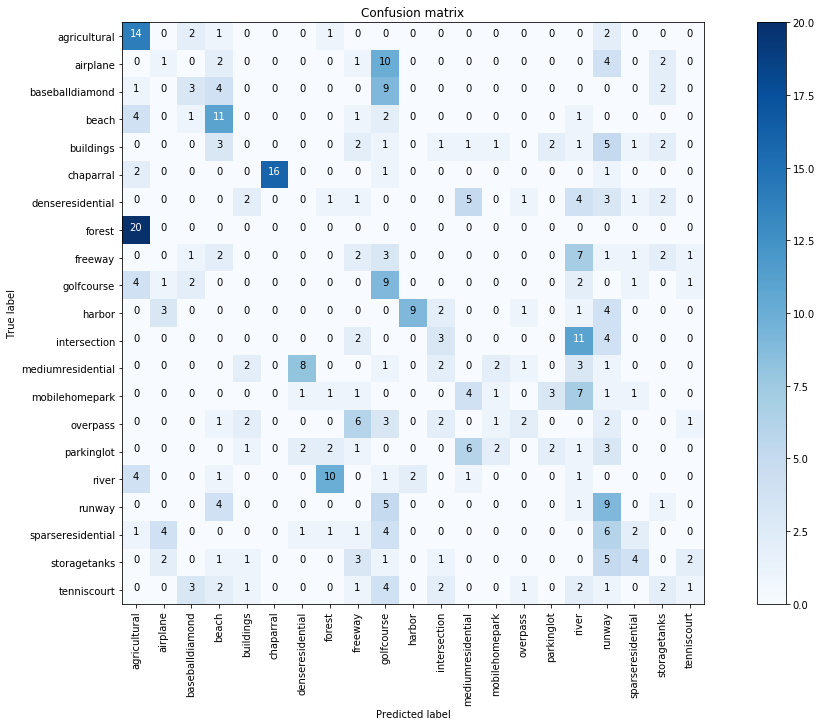 Confusion matrix
agricultural 14 0 2 1 0 0 0 1 0 0 0 0 0 0 0 0 0 2 0 0 0
airplane 0 1 0 2 0 0 0 0 1 10 0 0 0 0 0 0 0 4 0 2 0
baseballdiamond 1 0 3 4 0 0 0 0 0 9 0 0 0 0 0 0 0 0 0 2 0
beach 4 0 1 11 0 0 0 0 1 2 0 0 0 0 0 0 1 0 0 0 0
buildings 0 0 0 3 0 0 0 0 2 1 0 1 1 1 0 2 1 5 1 2 0
chaparral 2 0 0 0 0 16 0 0 0 1 0 0 0 0 0 0 0 1 0 0 0
denseresidential 0 0 0 0 2 0 0 1 1 0 0 0 5 0 1 0 4 3 1 2 0
forest 20 0 0 0 0 0 0 0 0 0 0 0 0 0 0 0 0 0 0 0 0
freeway 0 0 1 2 0 0 0 0 2 3 0 0 0 0 0 0 7 1 1 2 1
golfcourse 4 1 2 0 0 0 0 0 0 9 0 0 0 0 0 0 2 0 1 0 1
harbor 0 3 0 0 0 0 0 0 0 0 9 2 0 0 1 0 1 4 0 0 0
intersection 0 0 0 0 0 0 0 0 2 0 0 3 0 0 0 0 11 4 0 0 0
mediumresidential 0 0 0 0 2 0 8 0 0 1 0 2 0 2 1 0 3 1 0 0 0
mobilehomepark 0 0 0 0 0 0 1 1 1 0 0 0 4 1 0 3 7 1 1 0 0
overpass 0 0 0 1 2 0 0 0 6 3 0 2 0 1 2 0 0 2 0 0 1
parkinglot 0 0 0 0 1 0 2 2 1 0 0 0 6 2 0 2 1 3 0 0 0
river 4 0 0 1 0 0 0 10 0 1 2 0 1 0 0 0 1 0 0 0 0
runway 0 0 0 4 0 0 0 0 0 5 0 0 0 0 0 0 1 9 0 1 0
sparseresidential 1 4 0 0 0 0 1 1 1 4 0 0 0 0 0 0 0 6 2 0 0
storagetanks 0 2 0 1 1 0 0 0 3 1 0 1 0 0 0 0 0 5 4 0 2
tenniscourt 0 0 3 2 1 0 0 0 1 4 0 2 0 0 1 0 2 1 0 2 1
True label
agricultural
airplane
baseballdiamond
beach
buildings
chaparral
denseresidential
forest
freeway
golfcourse
harbor
intersection
mediumresidential
mobilehomepark
overpass
parkinglot
river
runway
sparseresidential
storagetanks
tenniscourt
Predicted label
20.0
17.5
15.0
12.5
10.0
7.5
5.0
2.5
0.0